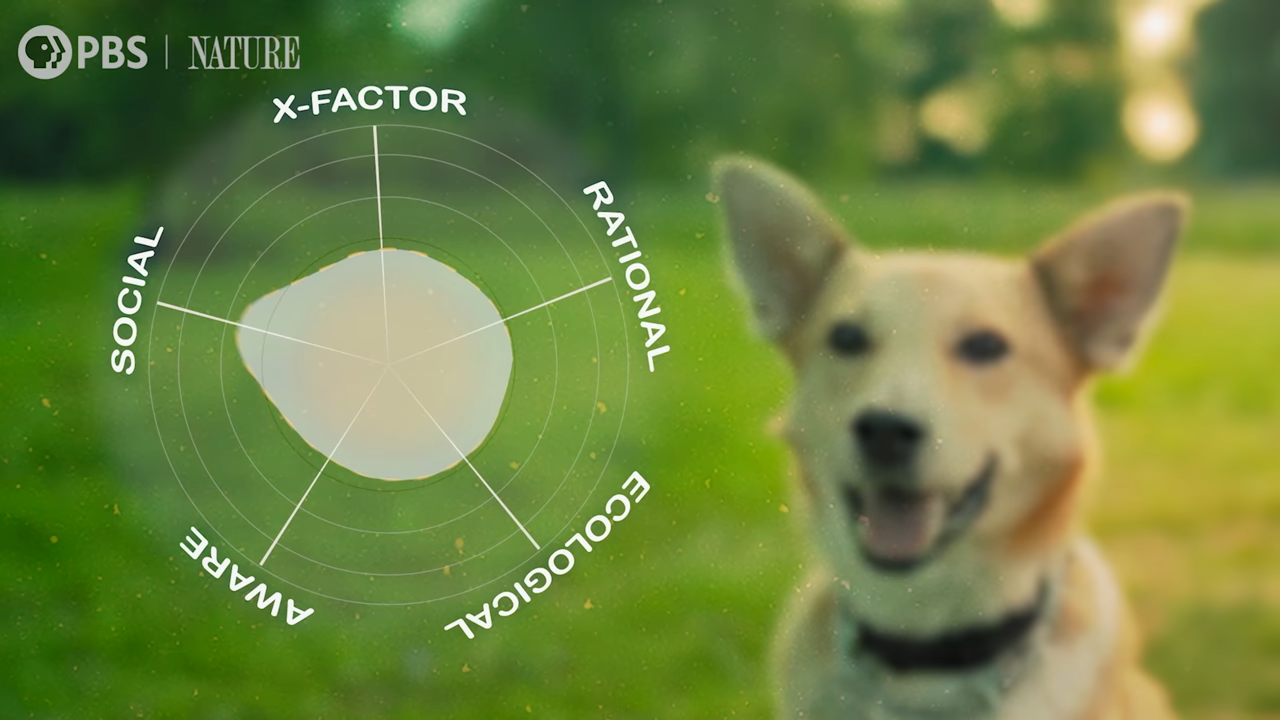 PBS | NATURE
X-FACTOR
RATIONAL
SOCIAL
ECOLOGICAL
AWARE